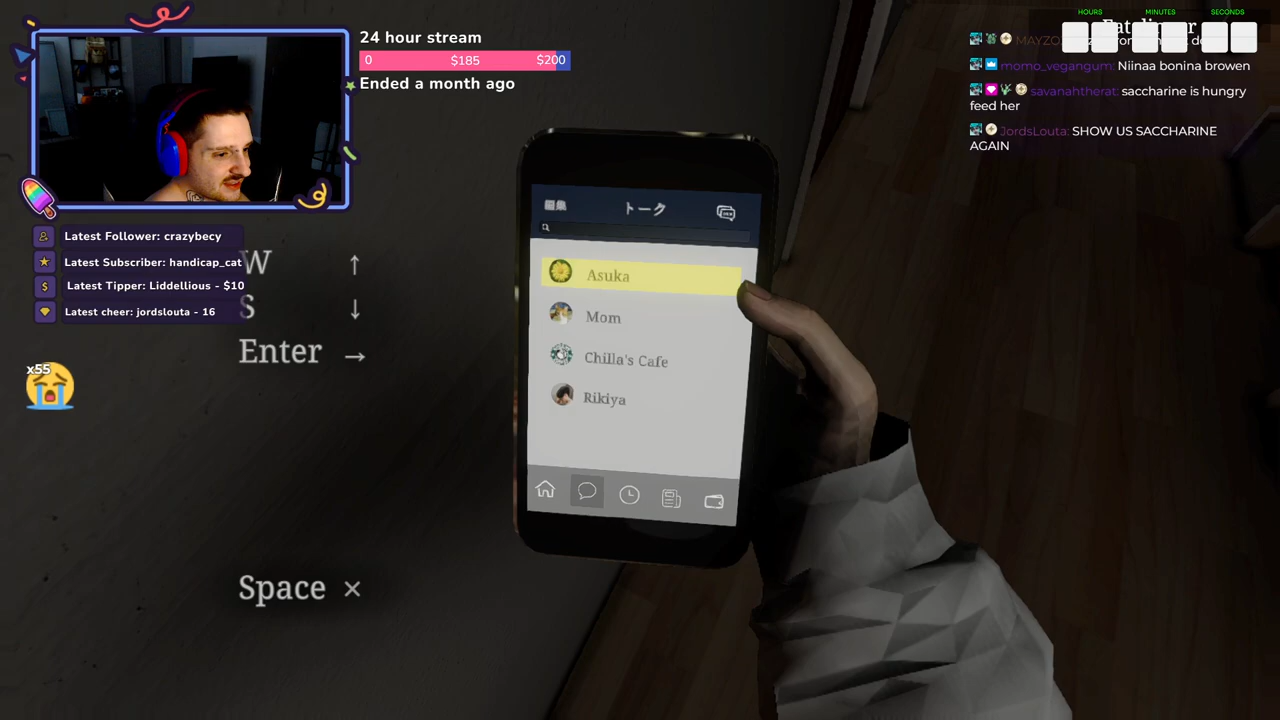 HOURS MINUTES SECONDS
24 hour stream
0 $185 $200
Ended a month ago
momo_vegangum: Niinaa bonina browen
savanahtherat: saccharine is hungry
feed her
JordsLouta: SHOW US SACCHARINE
AGAIN
Latest Follower: crazybecy
Latest Subscriber: handicap_cat
Latest Tipper: Liddellious - $10
Latest cheer: jordslouta - 16
x55
W ↑
S ↓
Enter →
Space ×
編集 トーク
Asuka
Mom
Chilla's Cafe
Rikiya